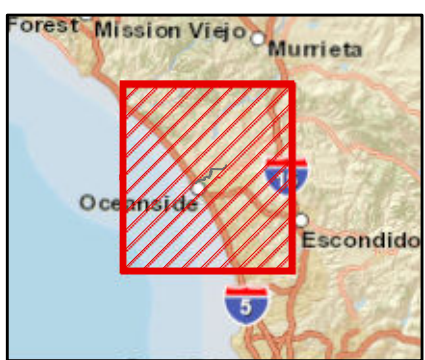 Forest
Mission Viejo
Murrieta
15
Oceanside
Escondido
5